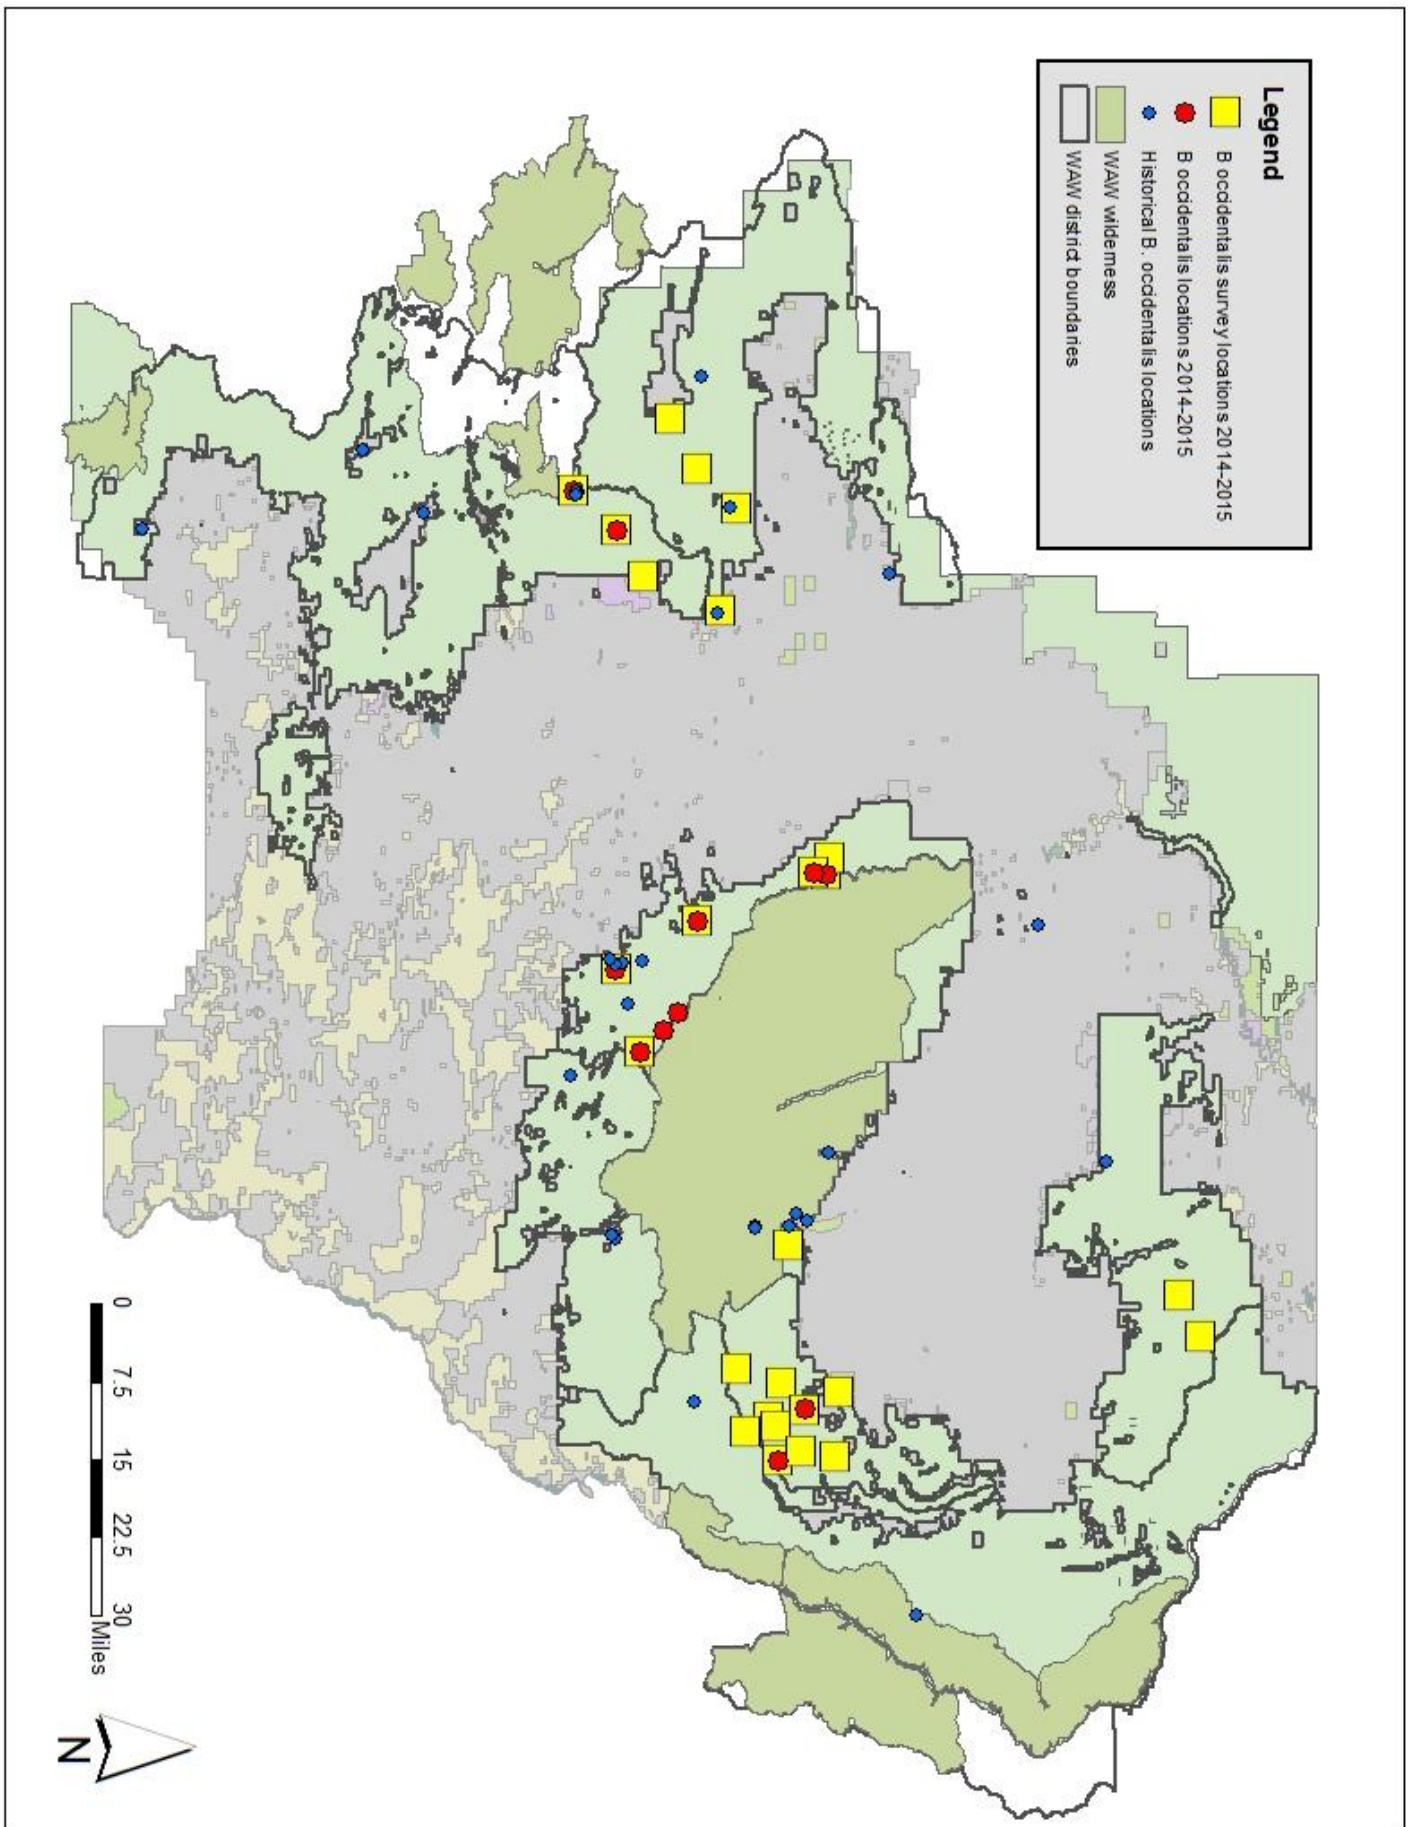 Legend
B occidentalis survey locations 2014-2015
B occidentalis locations 2014-2015
Historical B. occidentalis locations
WAW wilderness
WAW district boundaries
0 7.5 15 22.5 30
Miles
N